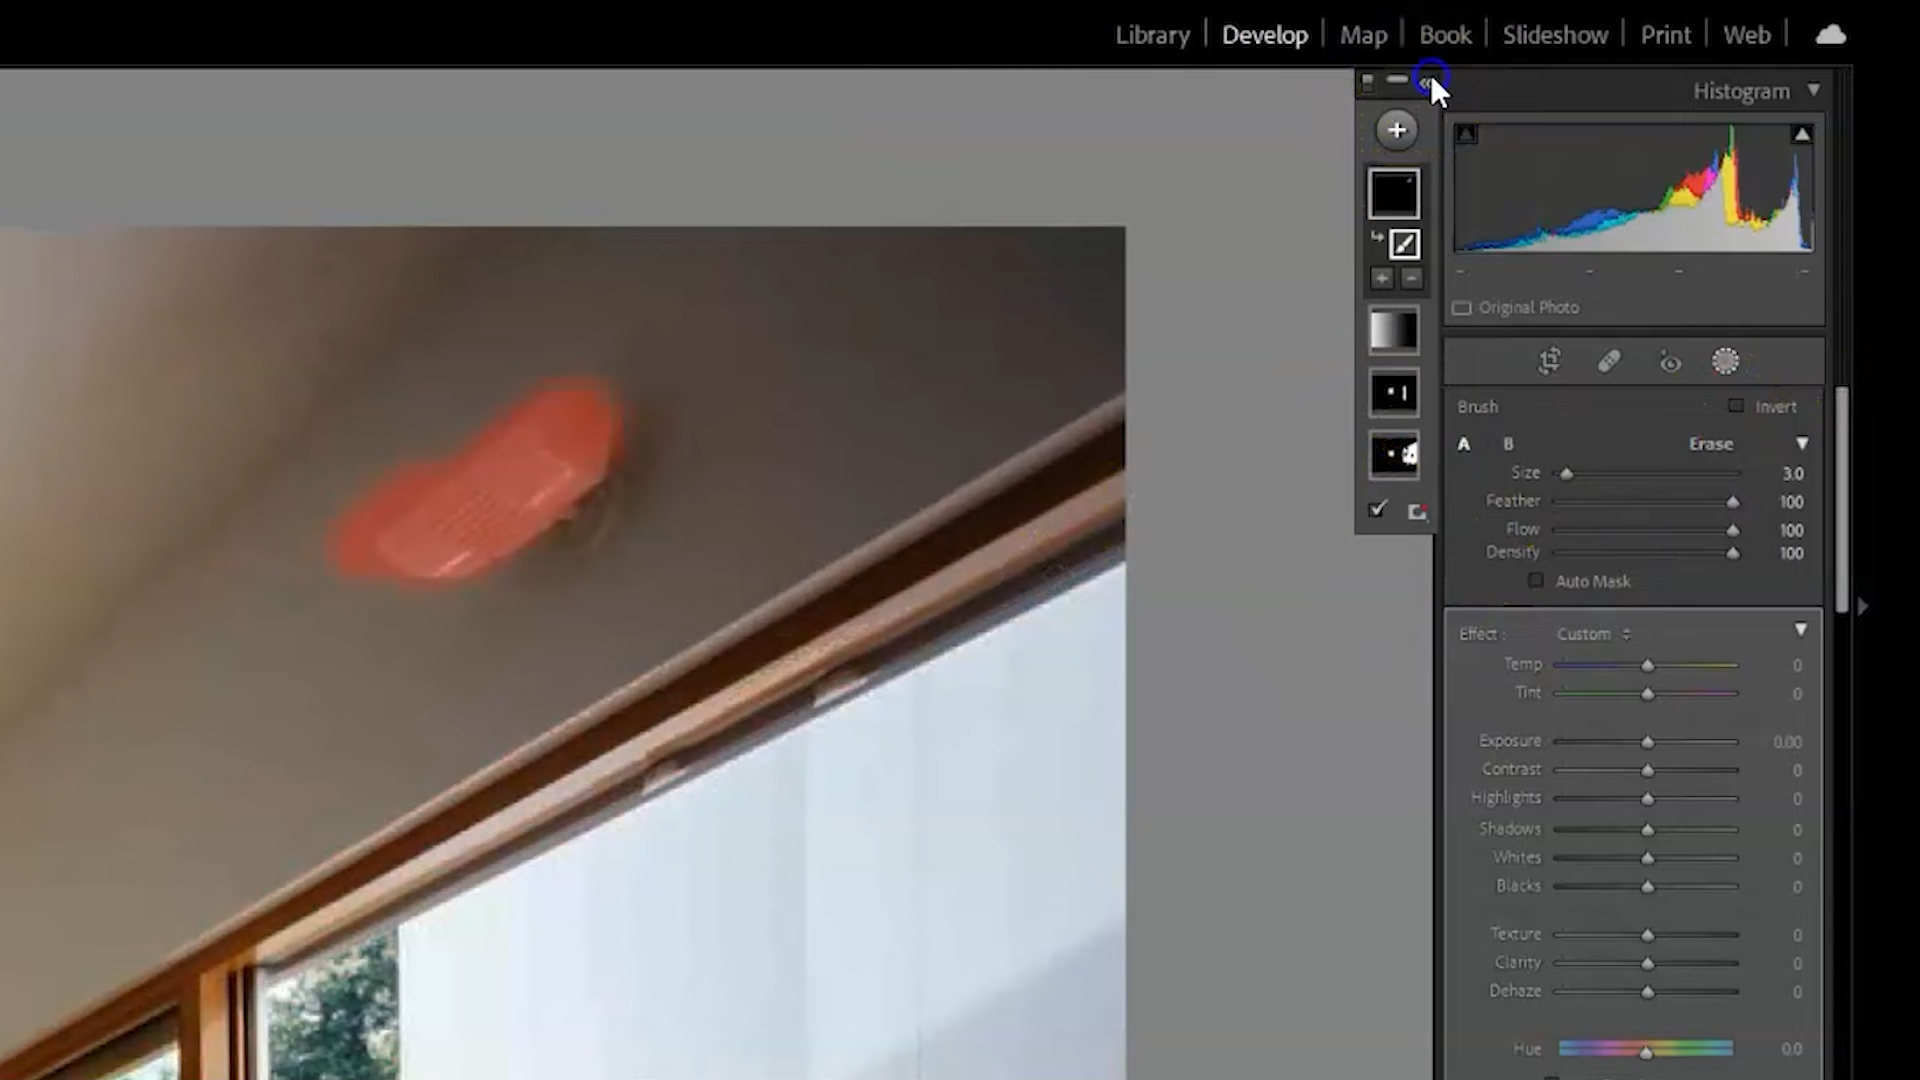 Library | Develop | Map | Book | Slideshow | Print | Web |
Histogram
Original Photo
Brush Invert
A B Erase
Size 3.0
Feather 100
Flow 100
Density 100
Auto Mask
Effect : Custom
Temp 0
Tint 0
Exposure 0.00
Contrast 0
Highlights 0
Shadows 0
Whites 0
Blacks 0
Texture 0
Clarity 0
Dehaze 0
Hue 0.0